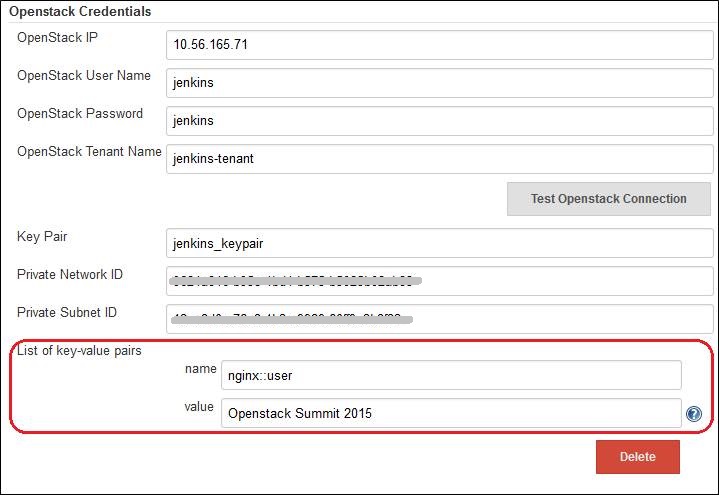 Openstack Credentials
OpenStack IP
10.56.165.71
OpenStack User Name
jenkins
OpenStack Password
jenkins
OpenStack Tenant Name
jenkins-tenant
Test Openstack Connection
Key Pair
jenkins_keypair
Private Network ID
Private Subnet ID
List of key-value pairs
name
nginx::user
value
Openstack Summit 2015
?
Delete